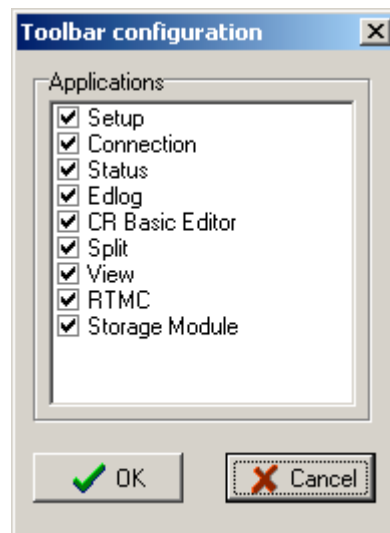 Toolbar configuration
Applications
Setup
Connection
Status
Edlog
CR Basic Editor
Split
View
RTMC
Storage Module
OK
Cancel